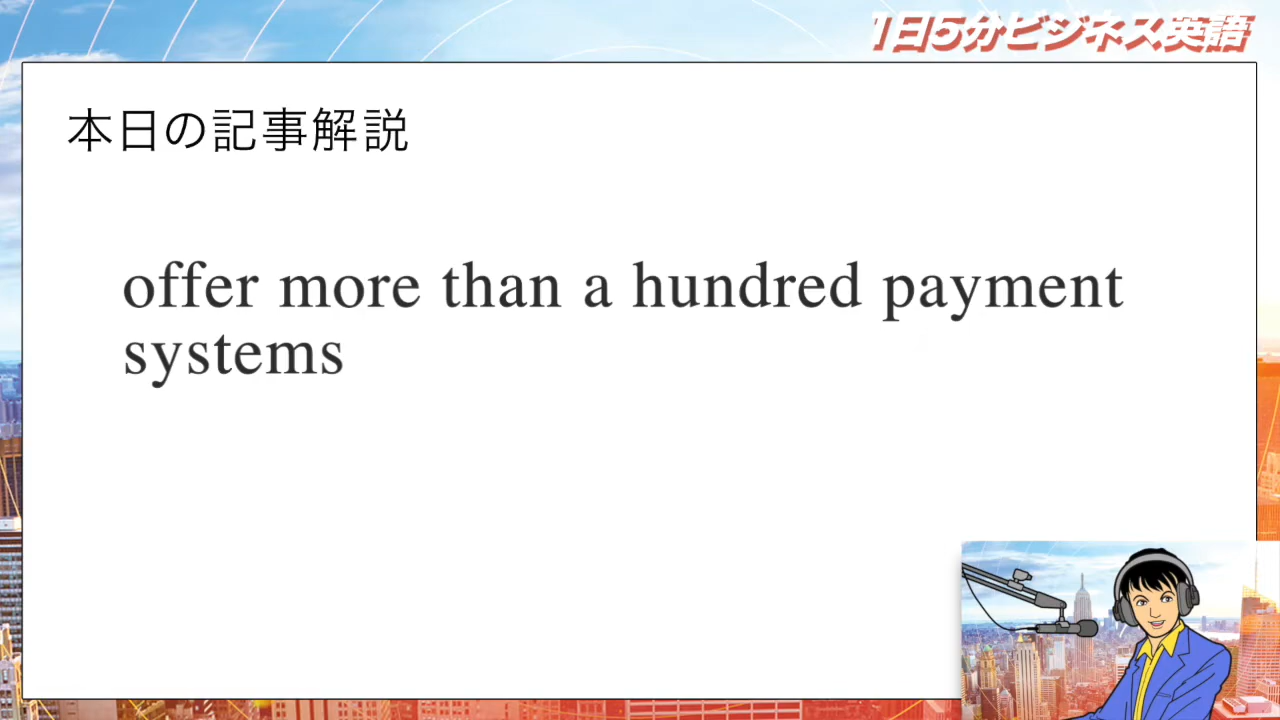 1日5分ビジネス英語
本日の記事解説
offer more than a hundred payment
systems